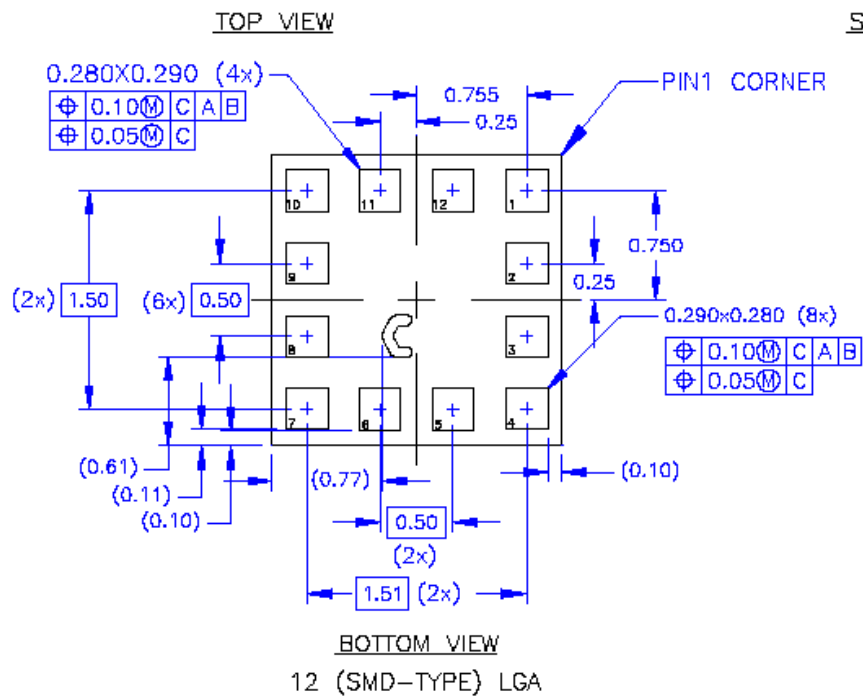 TOP VIEW
S
0.280X0.290 (4x)
⌖ 0.10Ⓜ C A B
⌖ 0.05Ⓜ C
0.755
0.25
PIN1 CORNER
10 11 12 1
9 2
8 3
7 6 5 4
0.750
0.25
(2x) 1.50
(6x) 0.50
0.290x0.280 (8x)
⌖ 0.10Ⓜ C A B
⌖ 0.05Ⓜ C
(0.61)
(0.11)
(0.10)
(0.77)
(0.10)
0.50
(2x)
1.51 (2x)
BOTTOM VIEW
12 (SMD-TYPE) LGA